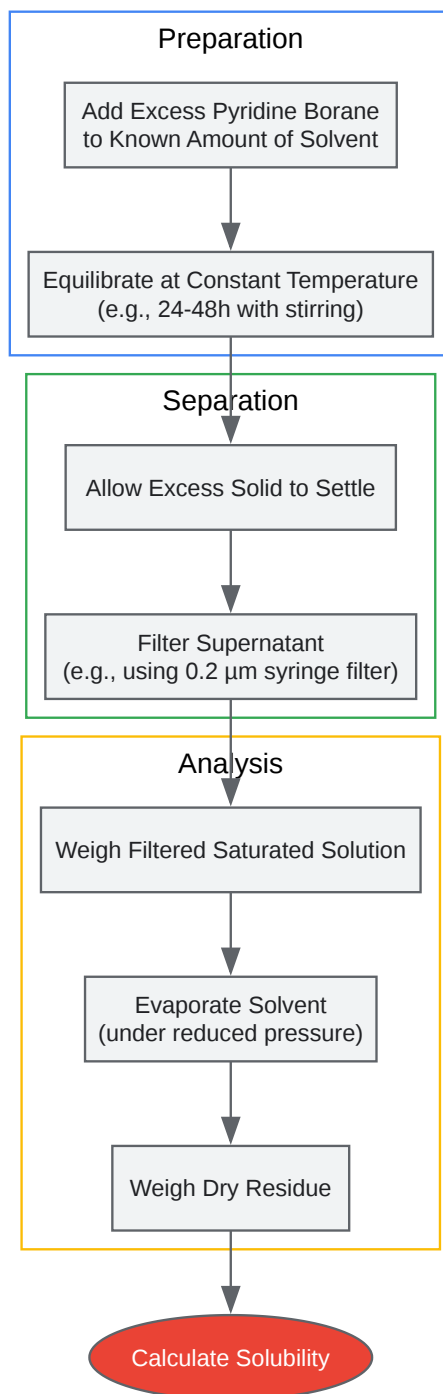 Preparation
Add Excess Pyridine Borane
to Known Amount of Solvent
Equilibrate at Constant Temperature
(e.g., 24-48h with stirring)
Separation
Allow Excess Solid to Settle
Filter Supernatant
(e.g., using 0.2 µm syringe filter)
Analysis
Weigh Filtered Saturated Solution
Evaporate Solvent
(under reduced pressure)
Weigh Dry Residue
Calculate Solubility